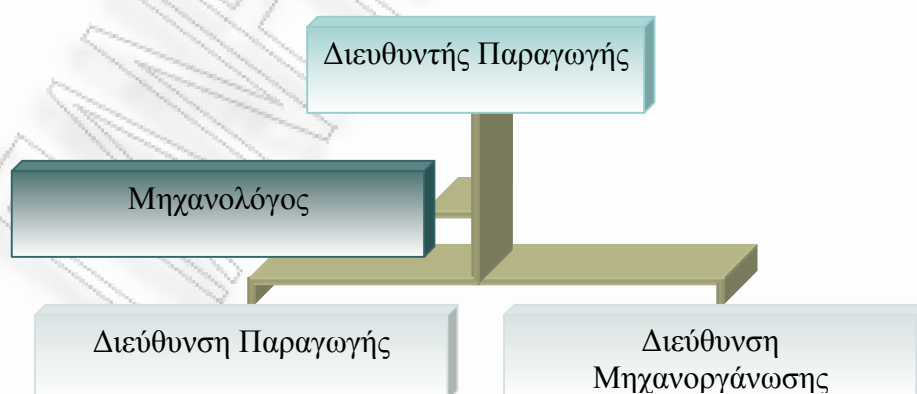 Διευθυντής Παραγωγής
Μηχανολόγος
Διεύθυνση Παραγωγής
Διεύθυνση
Μηχανοργάνωσης